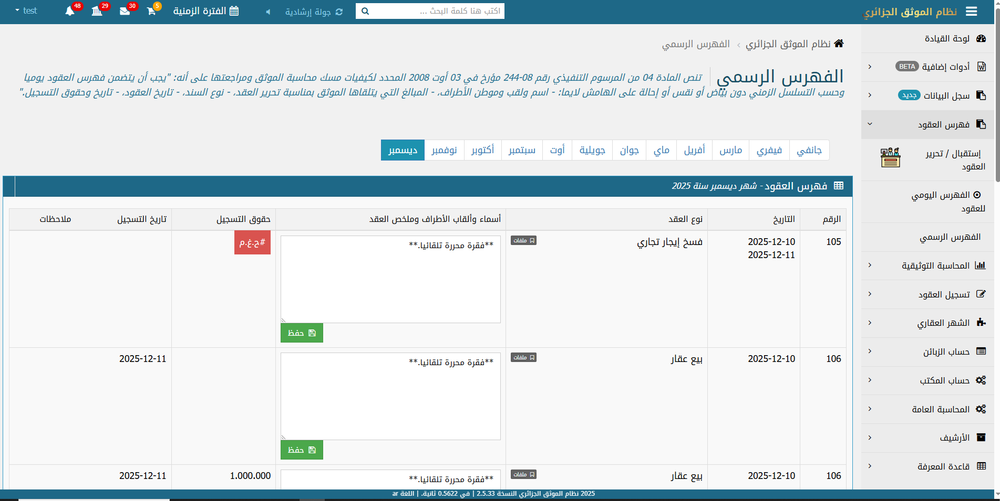 نظام الموثق الجزائري
اكتب هنا كلمة البحث ...
جولة إرشادية
الفترة الزمنية
5
30
29
48
test
لوحة القيادة
أدوات إضافية BETA
سجل البيانات جديد
فهرس العقود
إستقبال / تحرير
العقود
الفهرس اليومي
للعقود
الفهرس الرسمي
المحاسبة التوثيقية
تسجيل العقود
الشهر العقاري
حساب الزبائن
حساب المكتب
المحاسبة العامة
الأرشيف
قاعدة المعرفة
نظام الموثق الجزائري > الفهرس الرسمي
الفهرس الرسمي | تنص المادة 04 من المرسوم التنفيذي رقم 08-244 مؤرخ في 03 أوت 2008 المحدد لكيفيات مسك محاسبة الموثق ومراجعتها على أنه: "يجب أن يتضمن فهرس العقود يوميا
وحسب التسلسل الزمني دون بياض أو نقس أو إحالة على الهامش لايما: - اسم ولقب وموطن الأطراف، - المبالغ التي يتلقاها الموثق بمناسبة تحرير العقد، - نوع السند، - تاريخ العقود، - تاريخ وحقوق التسجيل."
جانفي فيفري مارس أفريل ماي جوان جويلية أوت سبتمبر أكتوبر نوفمبر ديسمبر
فهرس العقود - شهر ديسمبر سنة 2025
الرقم التاريخ نوع العقد أسماء وألقاب الأطراف وملخص العقد حقوق التسجيل تاريخ التسجيل ملاحظات
105 2025-12-10 فسخ إيجار تجاري ملفات **فقرة محررة تلقائيا.** #ح.غ.م
2025-12-11
حفظ
106 2025-12-10 بيع عقار ملفات **فقرة محررة تلقائيا.** 2025-12-11
حفظ
106 2025-12-10 بيع عقار ملفات **فقرة محررة تلقائيا.** 1.000.000 2025-12-11
2025 نظام الموثق الجزائري النسخة 2.5.33 | في 0.5622 ثانية. | اللغة ar